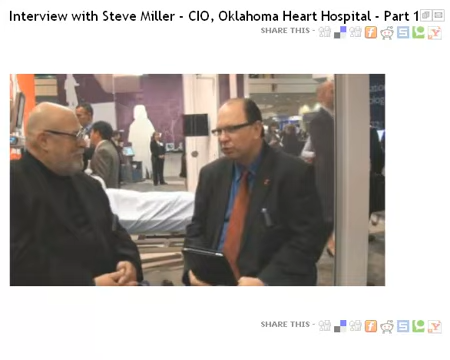 Interview with Steve Miller - CIO, Oklahoma Heart Hospital - Part 1
SHARE THIS -
SHARE THIS -